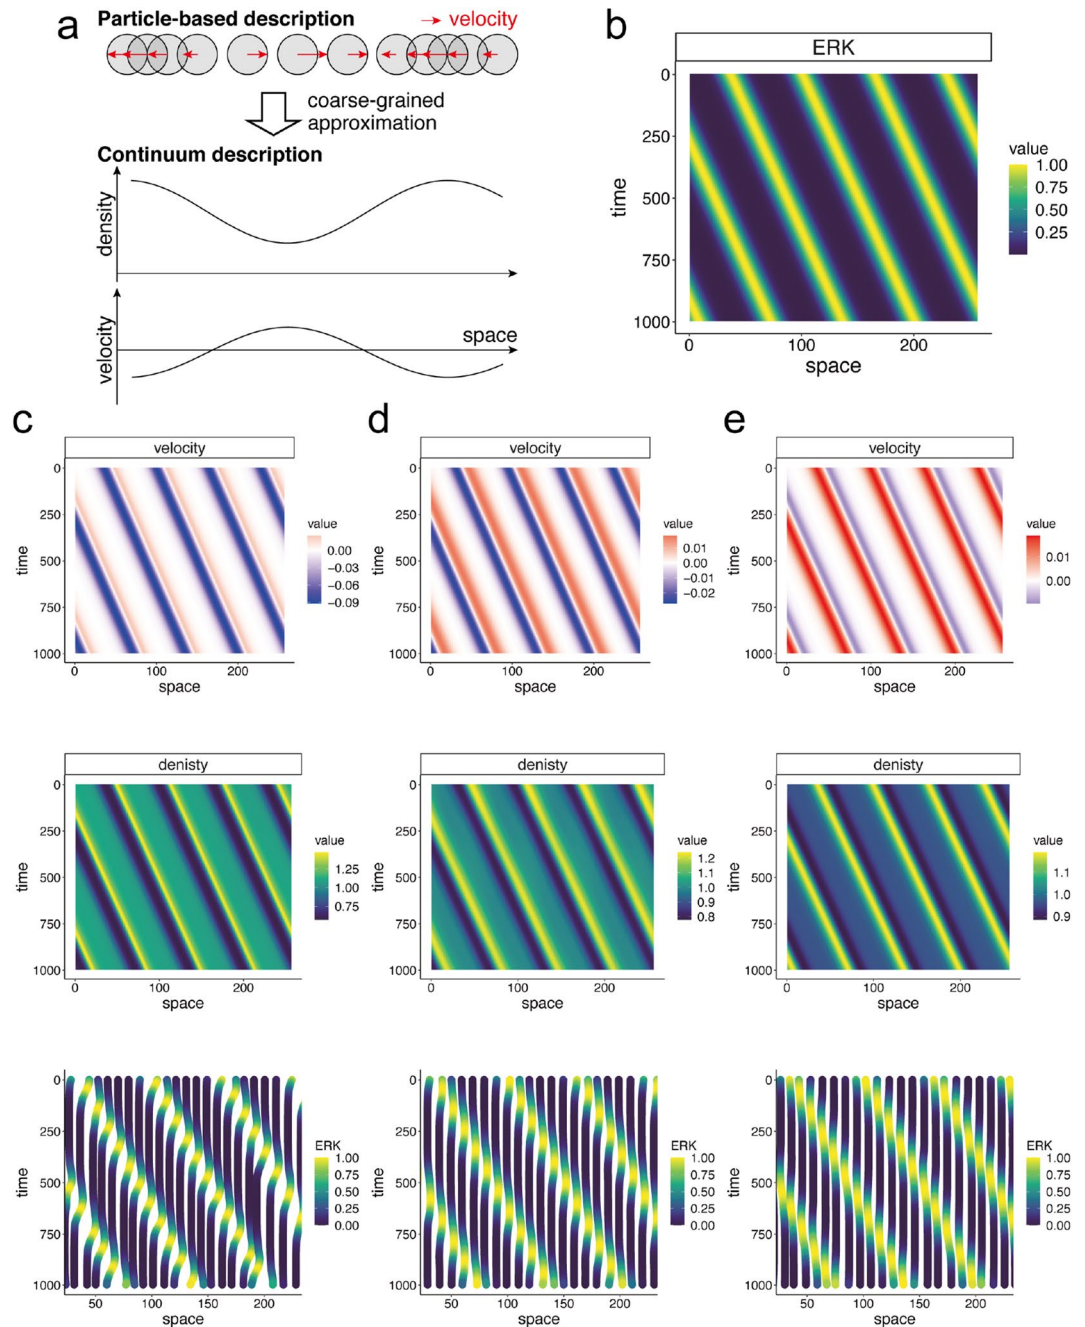 a
Particle-based description
→ velocity
coarse-grained
approximation
Continuum description
density
velocity
space
b
ERK
0
250
500
750
1000
time
0
100
200
space
value
1.00
0.75
0.50
0.25
c
velocity
0
250
500
750
1000
time
0
100
200
space
value
0.00
−0.03
−0.06
−0.09
d
velocity
0
250
500
750
1000
time
0
100
200
space
value
0.01
0.00
−0.01
−0.02
e
velocity
0
250
500
750
1000
time
0
100
200
space
value
0.01
0.00
denisty
0
250
500
750
1000
time
0
100
200
space
value
1.25
1.00
0.75
denisty
0
250
500
750
1000
time
0
100
200
space
value
1.2
1.1
1.0
0.9
0.8
denisty
0
250
500
750
1000
time
0
100
200
space
value
1.1
1.0
0.9
0
250
500
750
1000
time
50
100
150
200
space
ERK
1.00
0.75
0.50
0.25
0.00
0
250
500
750
1000
time
50
100
150
200
space
ERK
1.00
0.75
0.50
0.25
0.00
0
250
500
750
1000
time
50
100
150
200
space
ERK
1.00
0.75
0.50
0.25
0.00